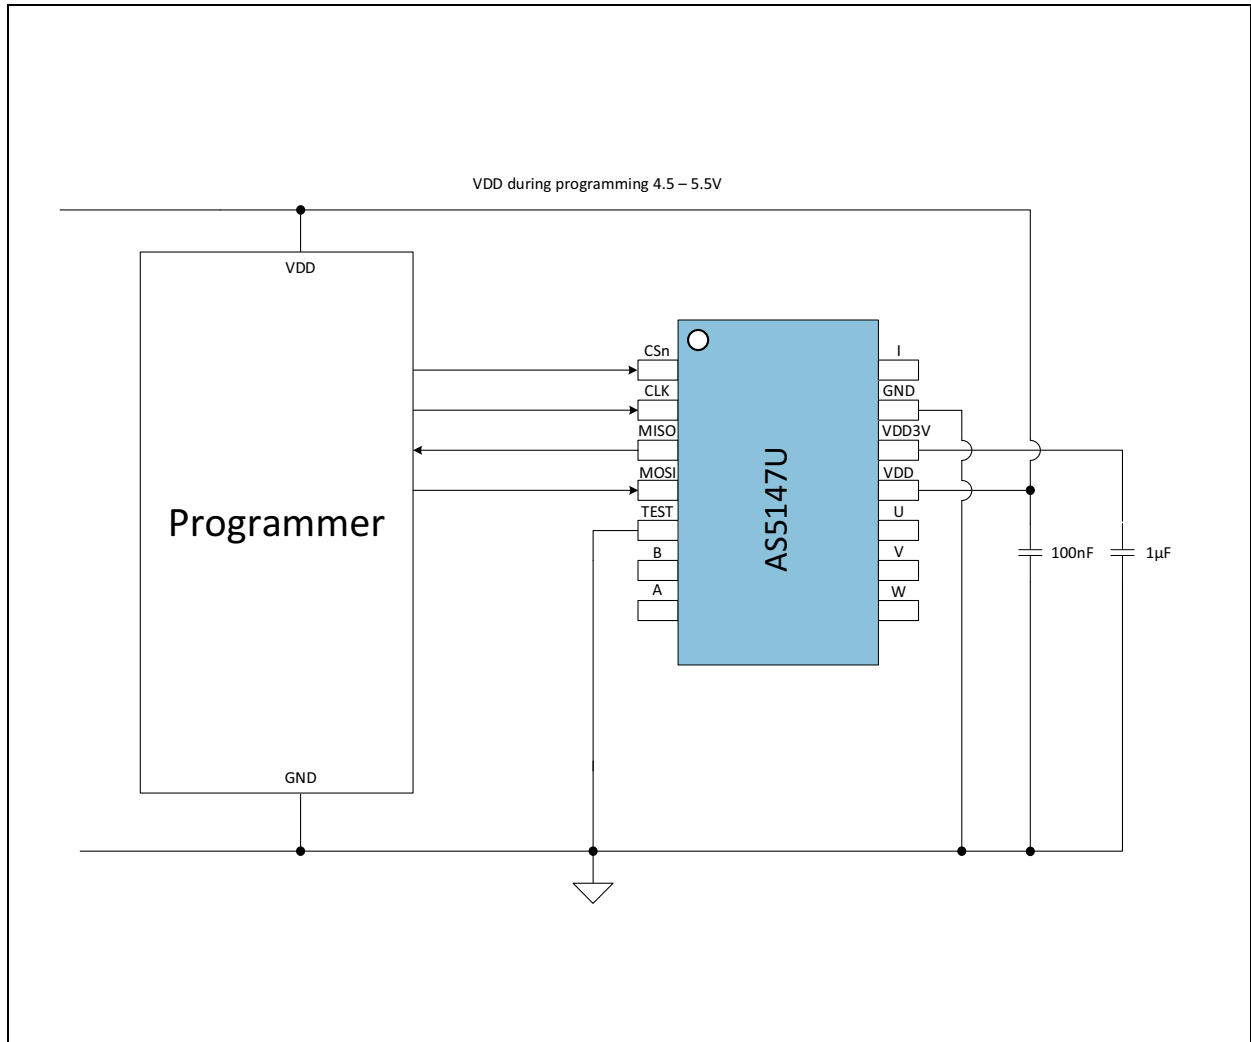 VDD during programming 4.5 – 5.5V
VDD
Programmer
GND
CSn
CLK
MISO
MOSI
TEST
B
A
AS5147U
I
GND
VDD3V
VDD
U
V
W
100nF
1µF